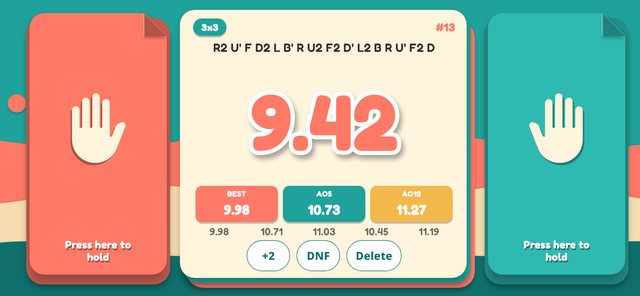 3x3
#13
R2 U' F D2 L B' R U2 F2 D' L2 B R U' F2 D
9.42
BEST
9.98
AO5
10.73
AO12
11.27
9.98 10.71 11.03 10.45 11.19
+2
DNF
Delete
Press here to
hold
Press here to
hold